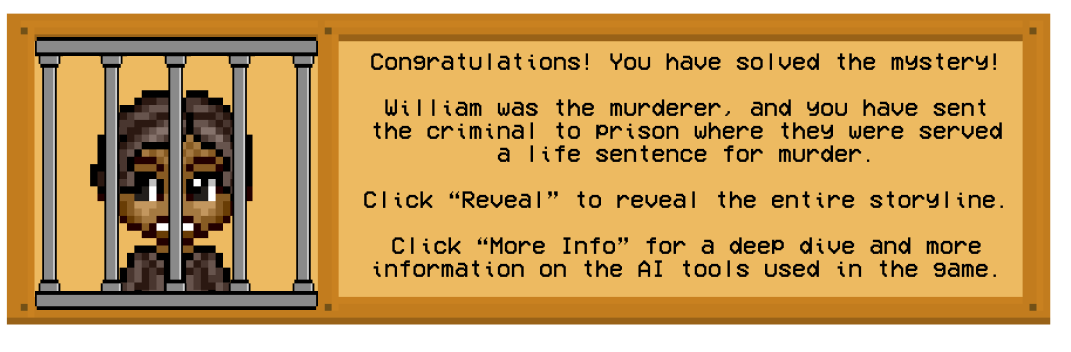 Congratulations! You have solved the mystery!
William was the murderer, and you have sent
the criminal to prison where they were served
a life sentence for murder.
Click “Reveal” to reveal the entire storyline.
Click “More Info” for a deep dive and more
information on the AI tools used in the game.